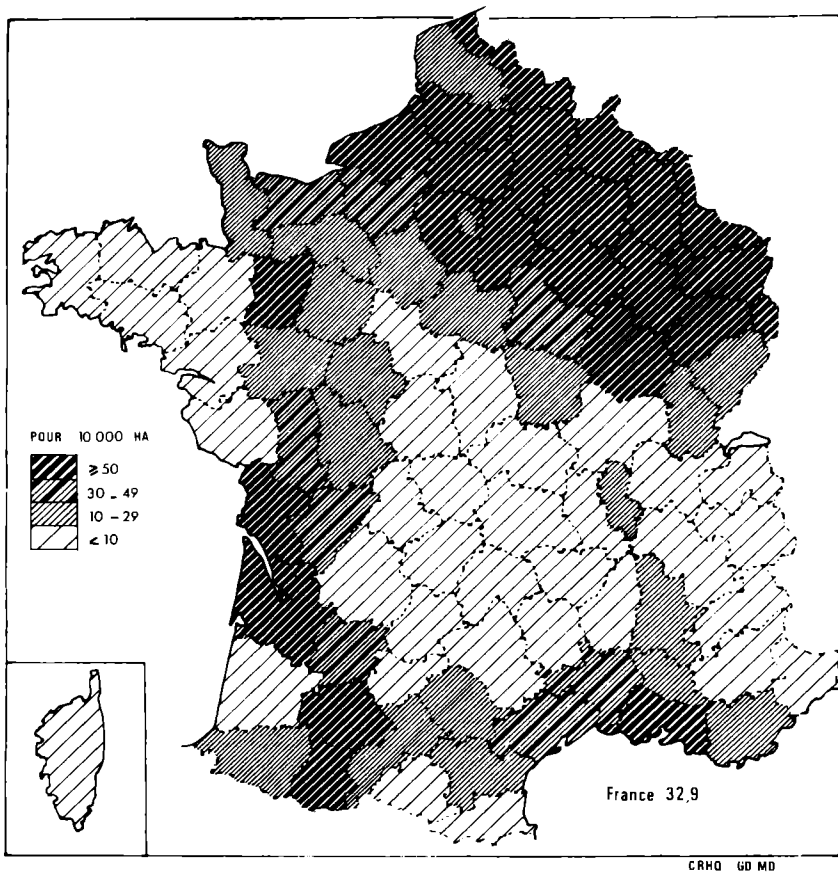 POUR 10 000 HA
⩾ 50
30 - 49
10 - 29
< 10
France 32,9
CRHQ GD MD